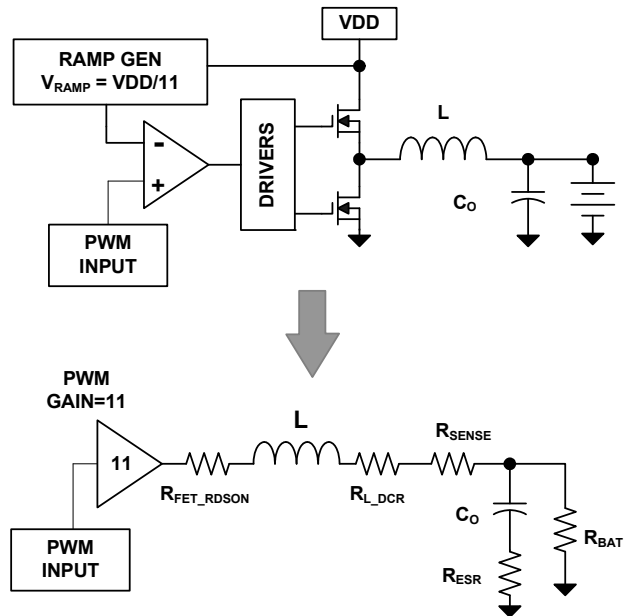 VDD
RAMP GEN
VRAMP = VDD/11
L
-
+
DRIVERS
CO
PWM
INPUT
PWM
GAIN=11
L
RSENSE
11
RFET_RDSON
RL_DCR
CO
RBAT
PWM
INPUT
RESR